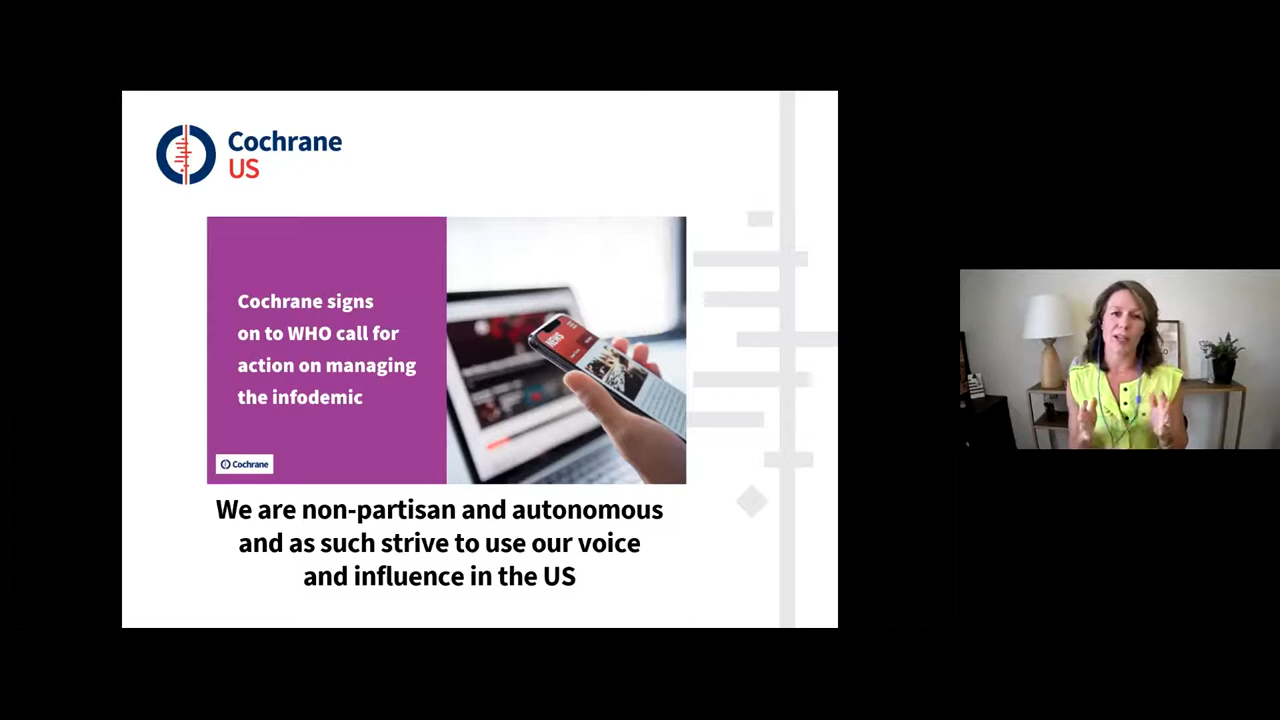 Cochrane
US
Cochrane signs
on to WHO call for
action on managing
the infodemic
NEWS
Cochrane
We are non-partisan and autonomous
and as such strive to use our voice
and influence in the US